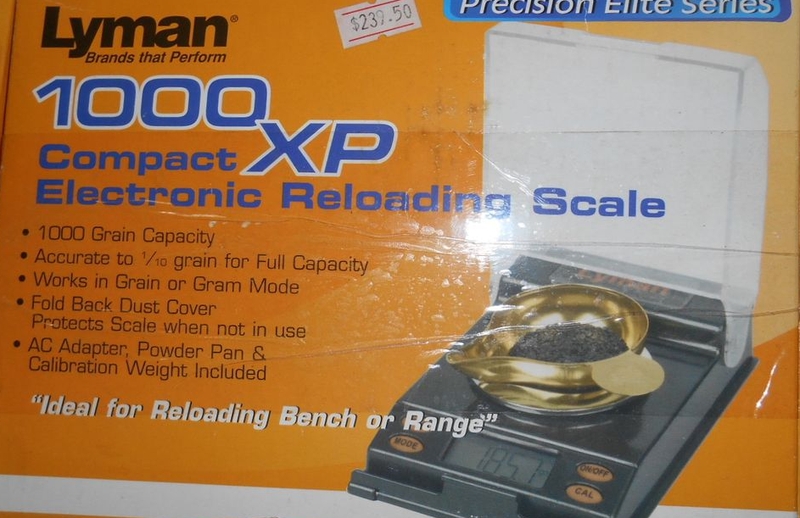 Precision Elite Series
$239.50
Lyman®
Brands that Perform
1000
XP
Compact
Electronic Reloading Scale
• 1000 Grain Capacity
• Accurate to 1/10 grain for Full Capacity
• Works in Grain or Gram Mode
• Fold Back Dust Cover
Protects Scale when not in use
• AC Adapter, Powder Pan &
Calibration Weight Included
"Ideal for Reloading Bench or Range"
Lyman
MODE
ON/OFF
CAL